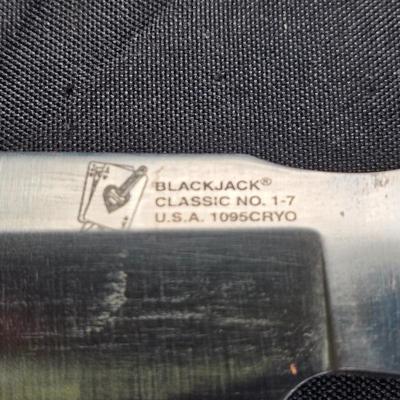 BLACKJACK®
CLASSIC NO. 1-7
U.S.A. 1095CRYO